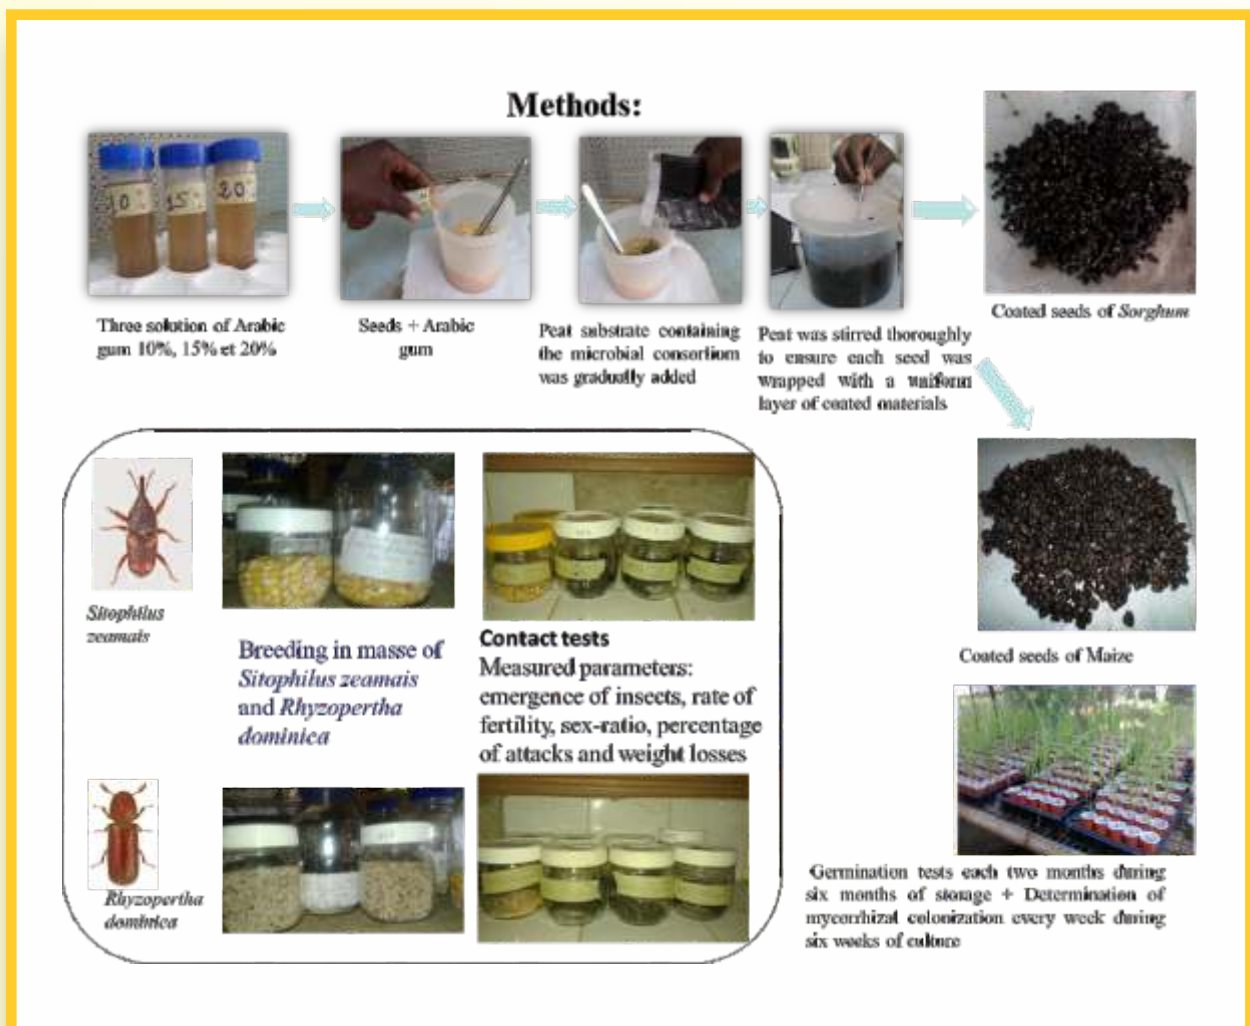 Methods:
10%
15%
20%
Three solution of Arabic
gum 10%, 15% et 20%
Seeds + Arabic
gum
Peat substrate containing
the microbial consortium
was gradually added
Peat was stirred thoroughly
to ensure each seed was
wrapped with a uniform
layer of coated materials
Coated seeds of Sorghum
Coated seeds of Maize
Sitophilus
zeamais
Breeding in masse of
Sitophilus zeamais
and Rhyzopertha
dominica
Contact tests
Measured parameters:
emergence of insects, rate of
fertility, sex-ratio, percentage
of attacks and weight losses
Rhyzopertha
dominica
Germination tests each two months during
six months of storage + Determination of
mycorrhizal colonization every week during
six weeks of culture